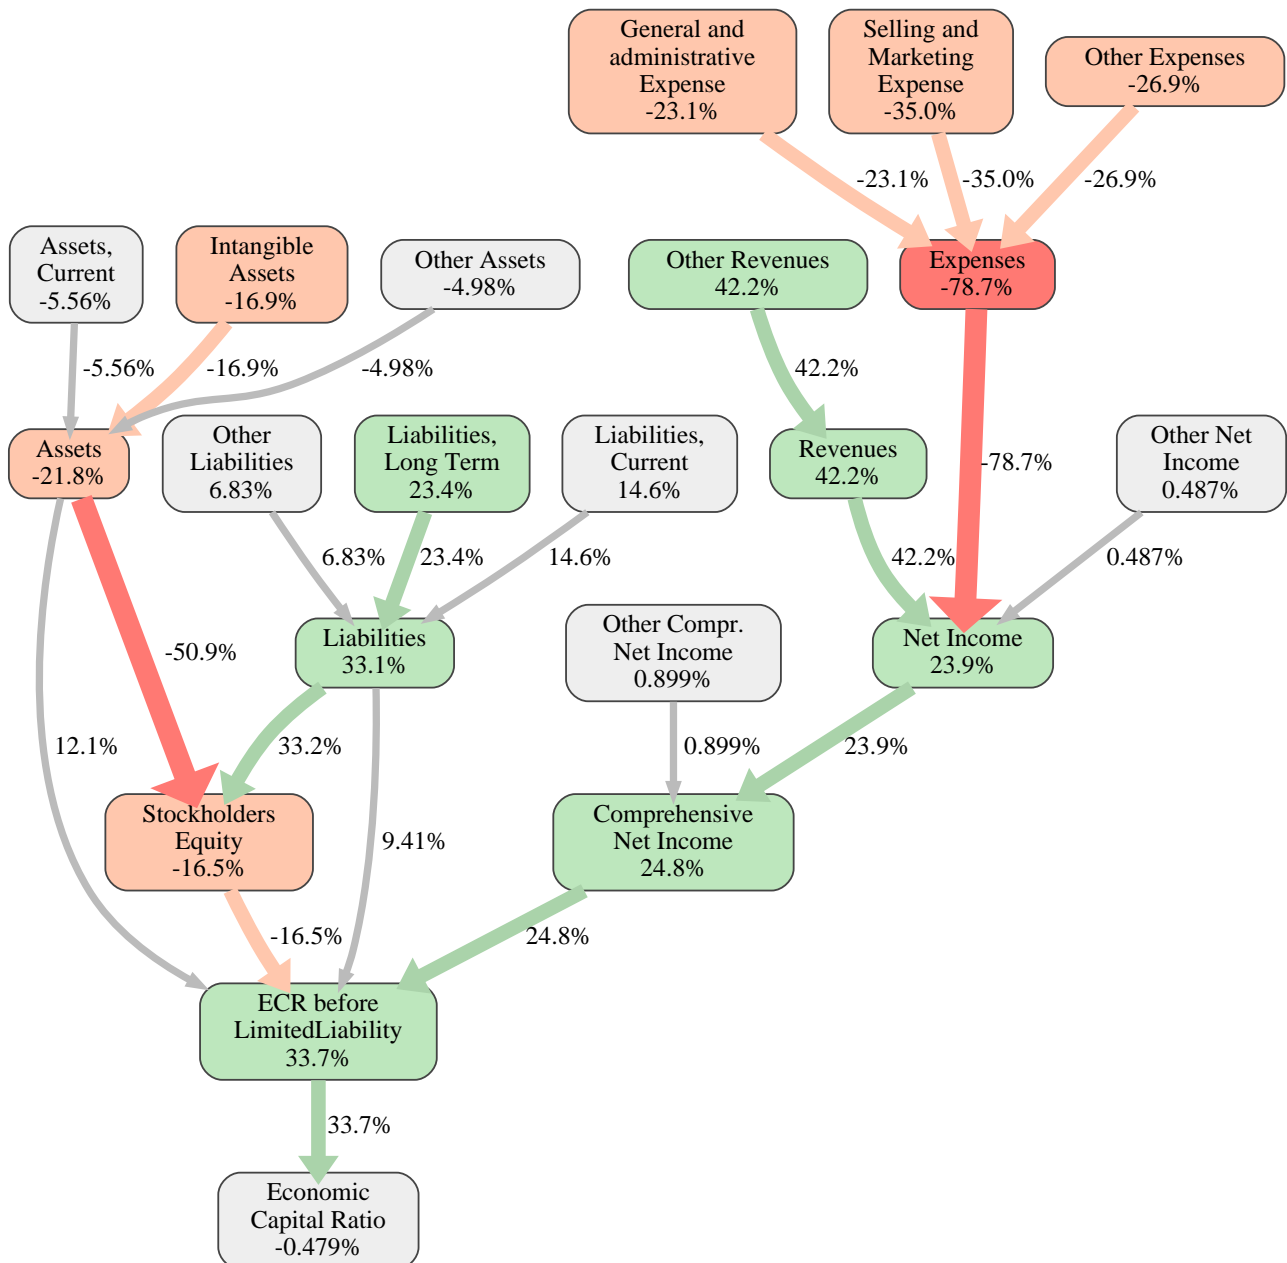 General and
administrative
Expense
-23.1%
Selling and
Marketing
Expense
-35.0%
Other Expenses
-26.9%
-23.1%
-35.0%
-26.9%
Assets,
Current
-5.56%
Intangible
Assets
-16.9%
Other Assets
-4.98%
Other Revenues
42.2%
Expenses
-78.7%
-5.56%
-16.9%
-4.98%
42.2%
-78.7%
Assets
-21.8%
Other
Liabilities
6.83%
Liabilities,
Long Term
23.4%
Liabilities,
Current
14.6%
Revenues
42.2%
Other Net
Income
0.487%
6.83%
23.4%
14.6%
42.2%
0.487%
-50.9%
Liabilities
33.1%
Other Compr.
Net Income
0.899%
Net Income
23.9%
12.1%
33.2%
0.899%
23.9%
Stockholders
Equity
-16.5%
9.41%
Comprehensive
Net Income
24.8%
-16.5%
24.8%
ECR before
LimitedLiability
33.7%
33.7%
Economic
Capital Ratio
-0.479%